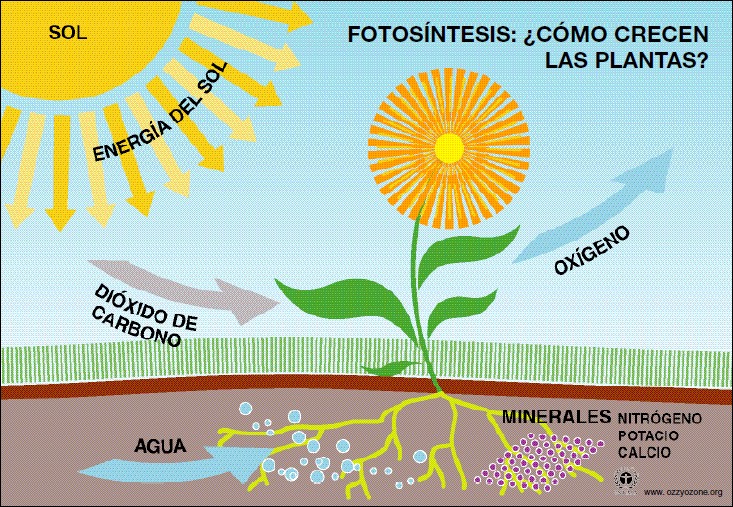 SOL
FOTOSÍNTESIS: ¿CÓMO CRECEN
LAS PLANTAS?
ENERGÍA DEL SOL
OXÍGENO
DIÓXIDO DE
CARBONO
AGUA
MINERALES NITRÓGENO
POTACIO
CALCIO
www. ozzyozone.org